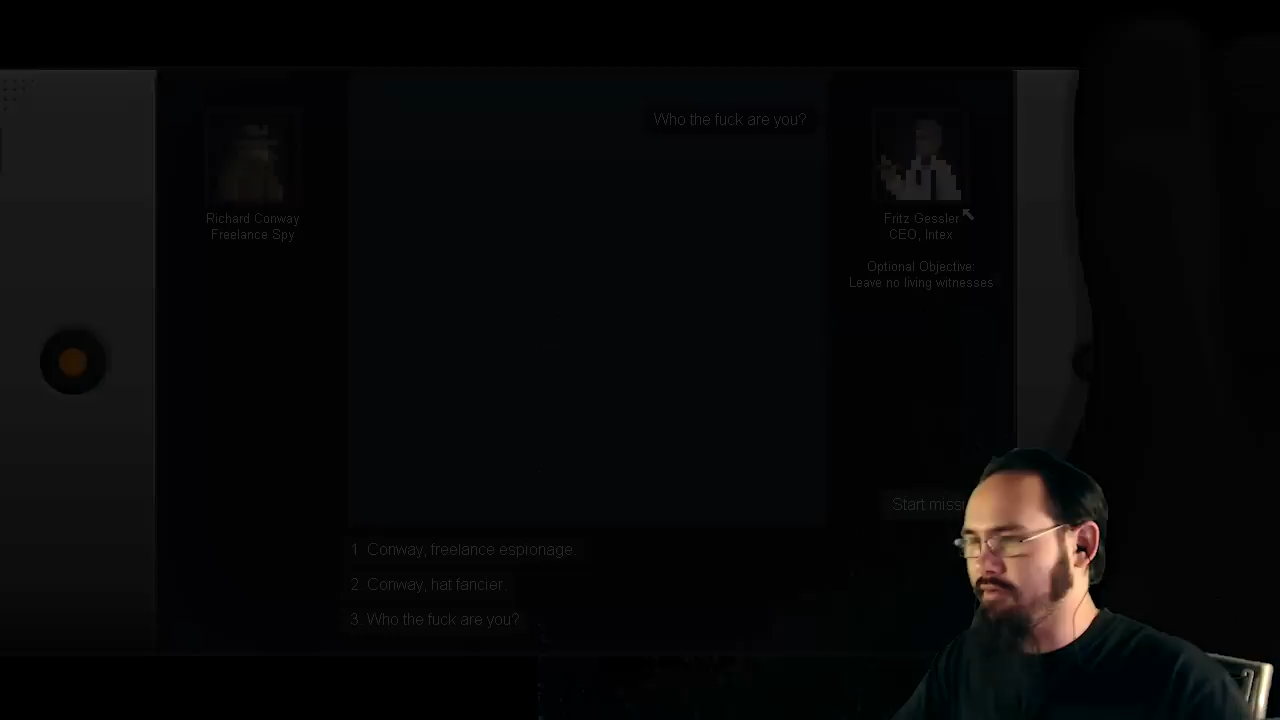 Who the fuck are you?
Richard Conway
Freelance Spy
Fritz Gessler
CEO, Intex
Optional Objective:
Leave no living witnesses
Start
1. Conway, freelance espionage.
2. Conway, hat fancier.
3. Who the fuck are you?